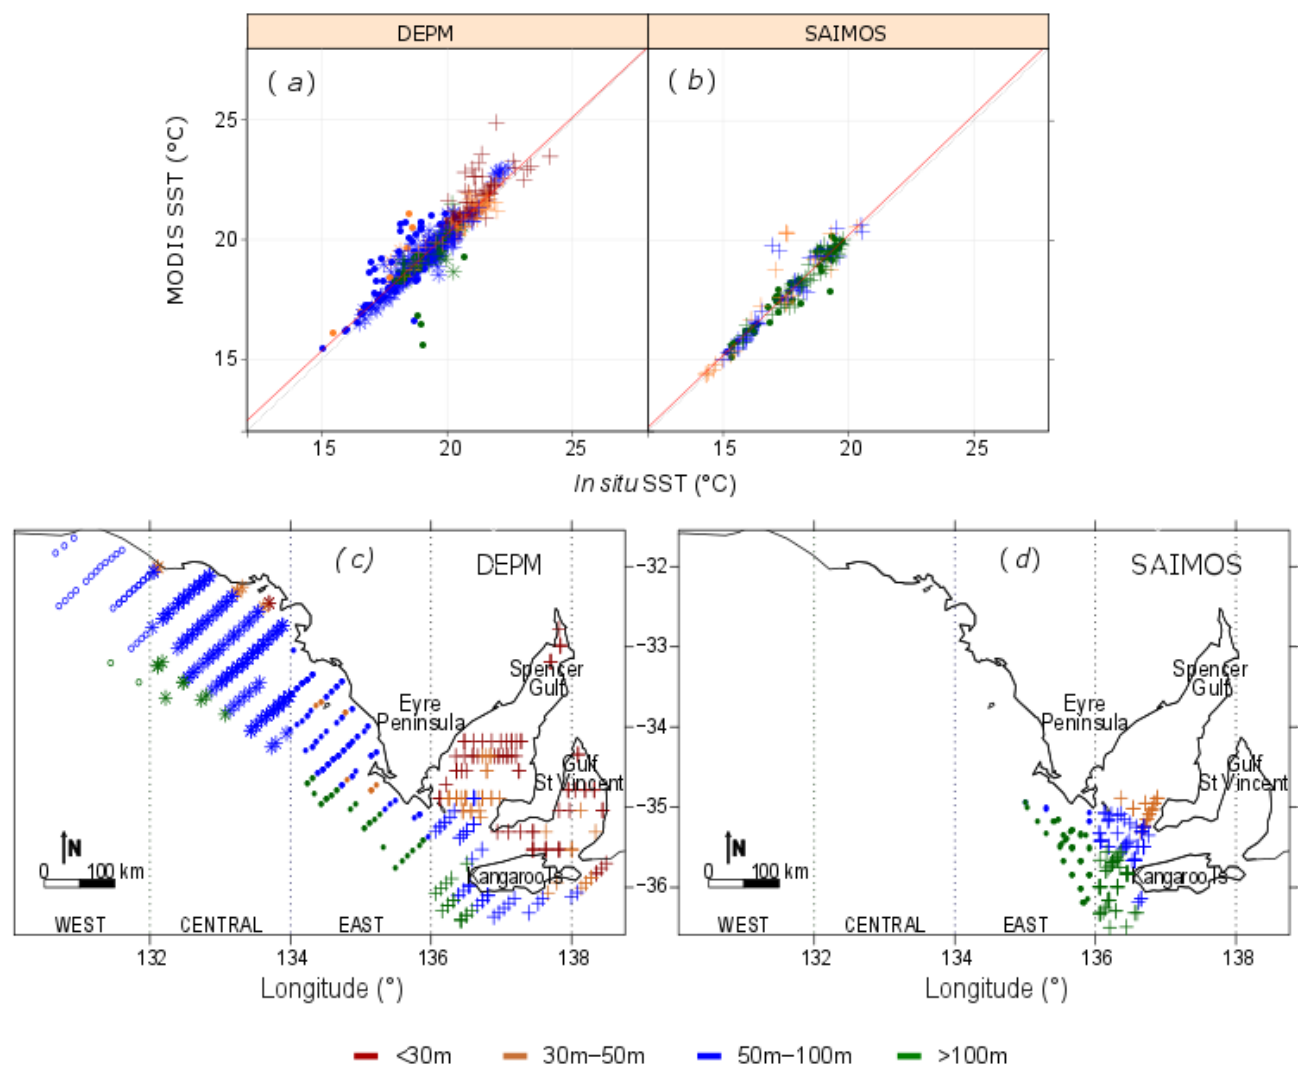 DEPM
SAIMOS
(a)
(b)
MODIS SST (°C)
25
20
15
15
20
25
15
20
25
In situ SST (°C)
(c)
DEPM
(d)
SAIMOS
−32
−33
−34
−35
−36
Spencer
Gulf
Eyre
Peninsula
Gulf
St Vincent
Kangaroo Is
N
0 100 km
WEST
CENTRAL
EAST
Spencer
Gulf
Eyre
Peninsula
Gulf
St Vincent
Kangaroo Is
N
0 100 km
WEST
CENTRAL
EAST
132
134
136
138
132
134
136
138
Longitude (°)
Longitude (°)
<30m
30m−50m
50m−100m
>100m